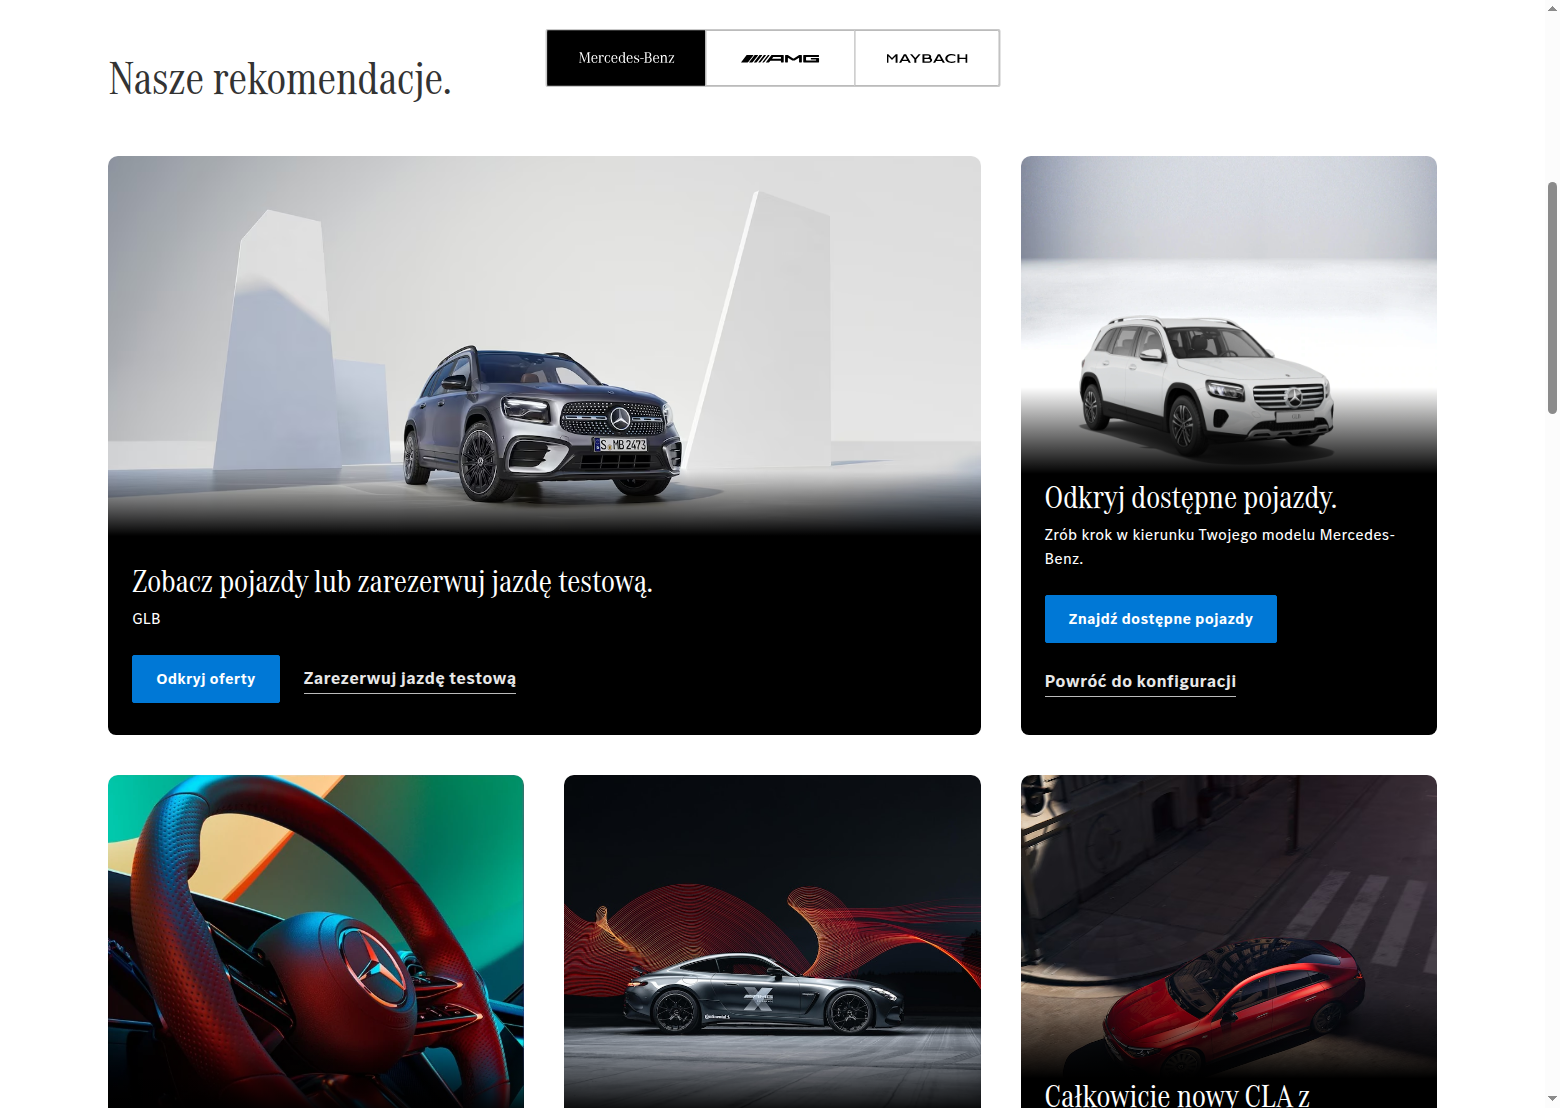 Nasze rekomendacje.
Mercedes-Benz
AMG
MAYBACH
S MB 2473
Zobacz pojazdy lub zarezerwuj jazdę testową.
GLB
Odkryj oferty
Zarezerwuj jazdę testową
Odkryj dostępne pojazdy.
Zrób krok w kierunku Twojego modelu Mercedes-
Benz.
Znajdź dostępne pojazdy
Powróć do konfiguracji
AMG
X
Continental
Całkowicie nowy CLA z